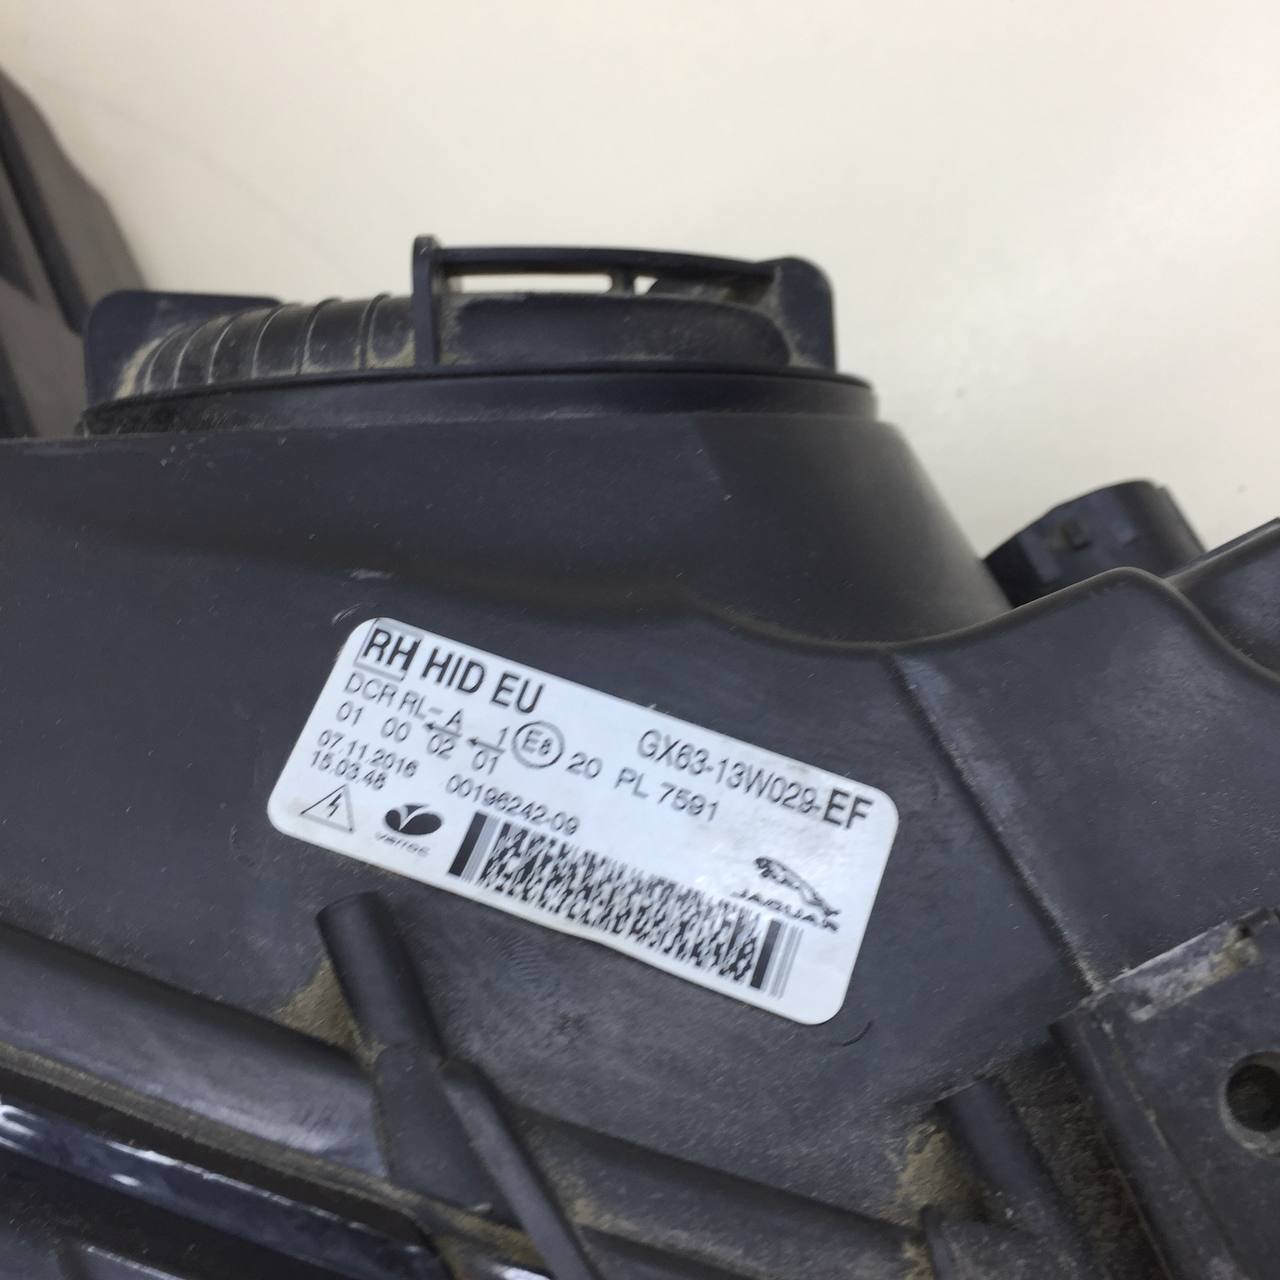 RH HID EU
DCR RL-A 1 E8 20 PL 7591 GX63-13W029-EF
01 00 02 01
07.11.2016 00196242-09
15.03.48
varroc
JAGUAR